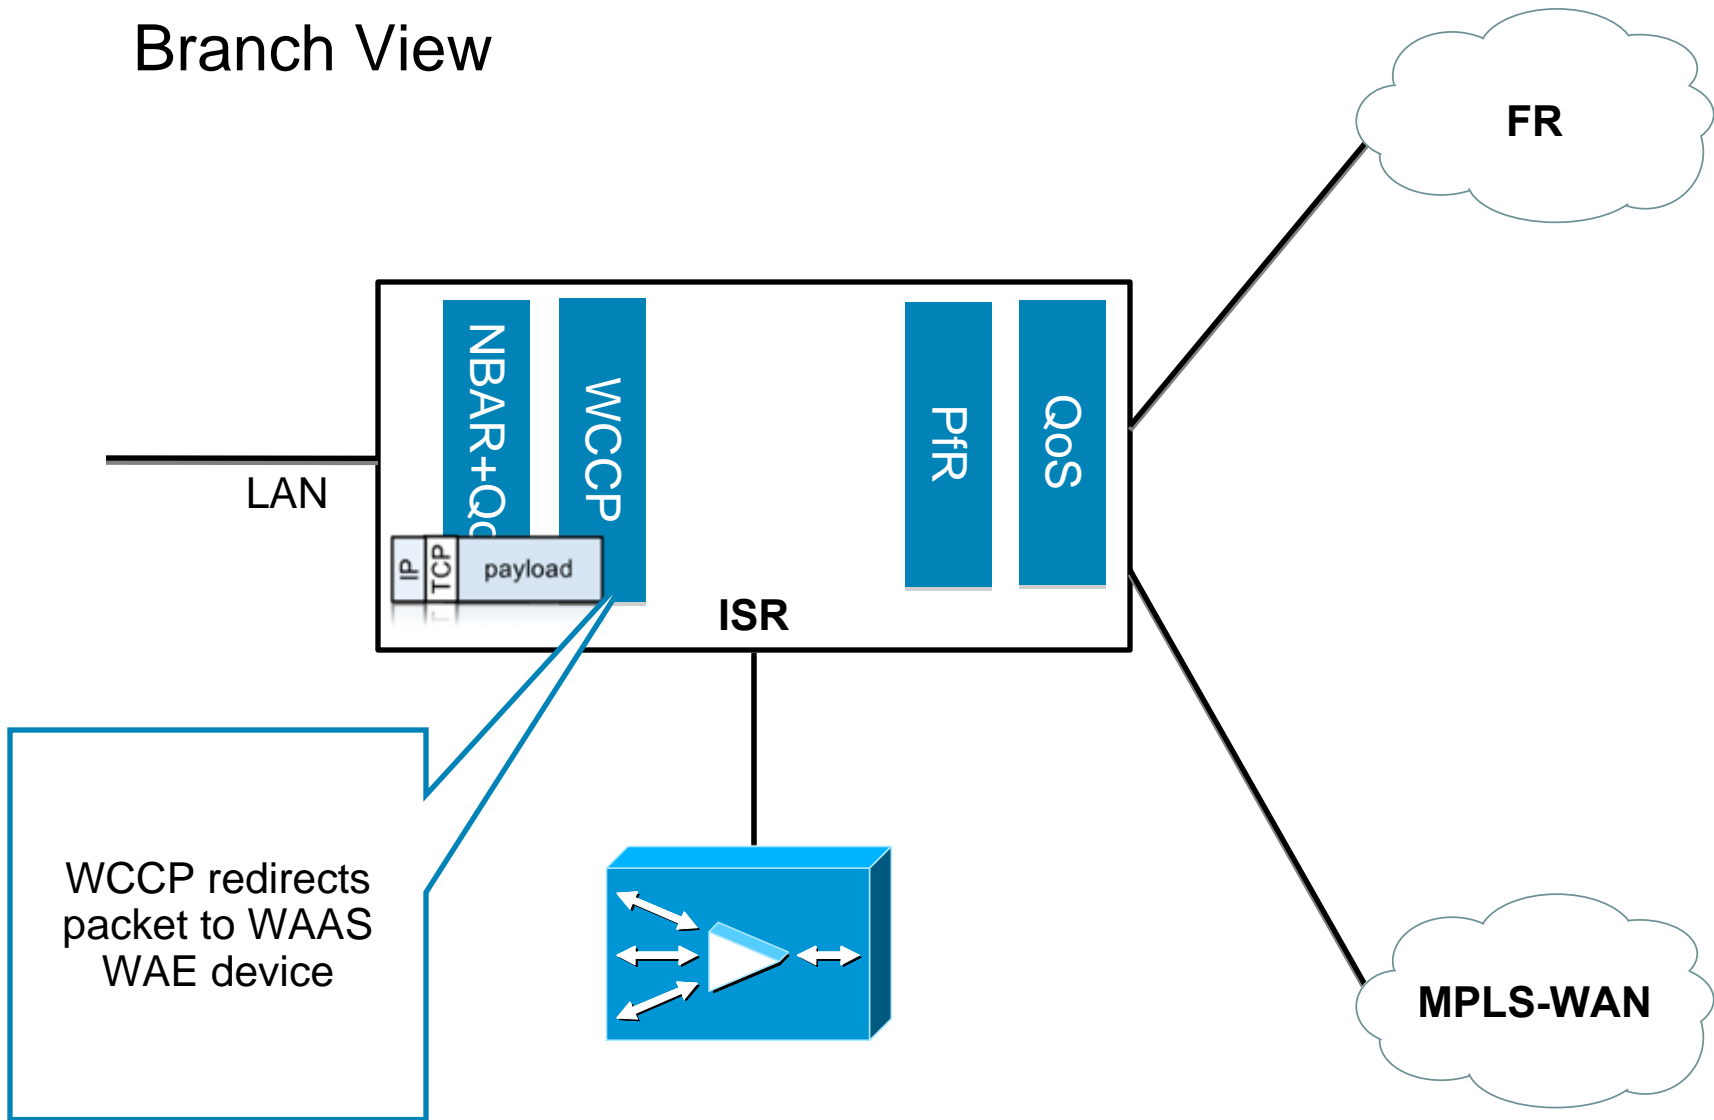 Branch View
FR
NBAR+Qo
WCCP
PfR
QoS
LAN
IP
TCP
payload
ISR
WCCP redirects
packet to WAAS
WAE device
MPLS-WAN